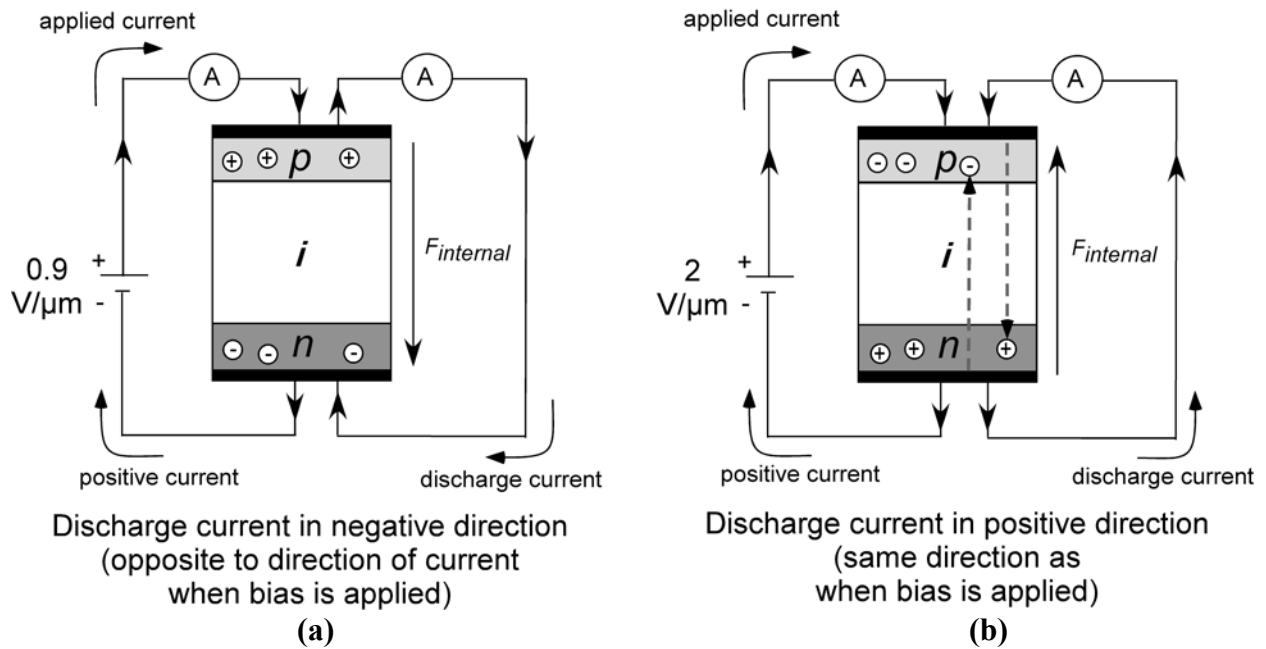 applied current
A
A
+ + +
p
i
F internal
0.9
V/μm
+
-
- - -
n
positive current
discharge current
Discharge current in negative direction
(opposite to direction of current
when bias is applied)
(a)
applied current
A
A
- - -
p
i
F internal
2
V/μm
+
-
+ + +
n
positive current
discharge current
Discharge current in positive direction
(same direction as
when bias is applied)
(b)